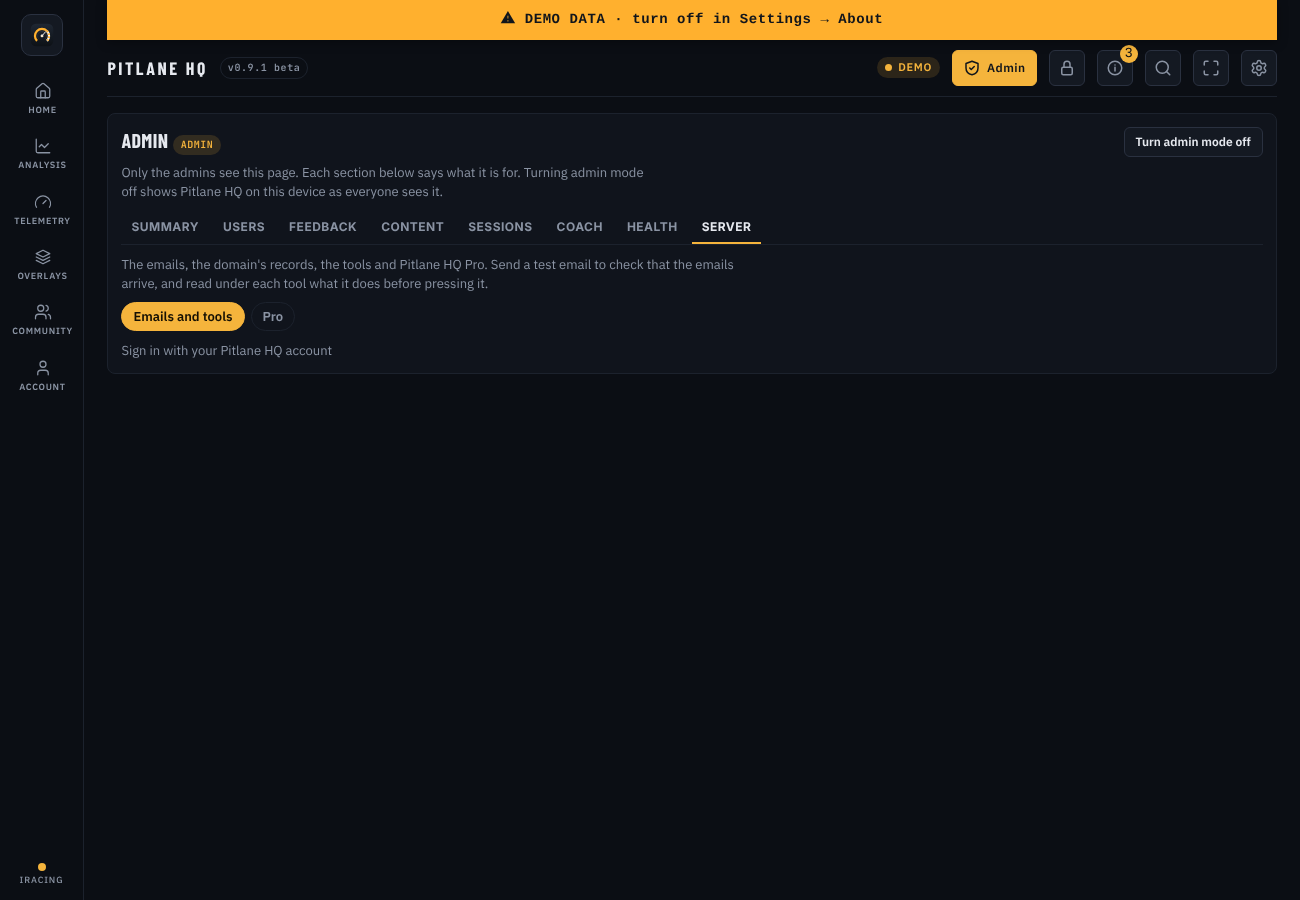 ⚠ DEMO DATA · turn off in Settings → About
PITLANE HQ
v0.9.1 beta
DEMO
Admin
3
HOME
ANALYSIS
TELEMETRY
OVERLAYS
COMMUNITY
ACCOUNT
IRACING
ADMIN
ADMIN
Turn admin mode off
Only the admins see this page. Each section below says what it is for. Turning admin mode
off shows Pitlane HQ on this device as everyone sees it.
SUMMARY
USERS
FEEDBACK
CONTENT
SESSIONS
COACH
HEALTH
SERVER
The emails, the domain's records, the tools and Pitlane HQ Pro. Send a test email to check that the emails
arrive, and read under each tool what it does before pressing it.
Emails and tools
Pro
Sign in with your Pitlane HQ account